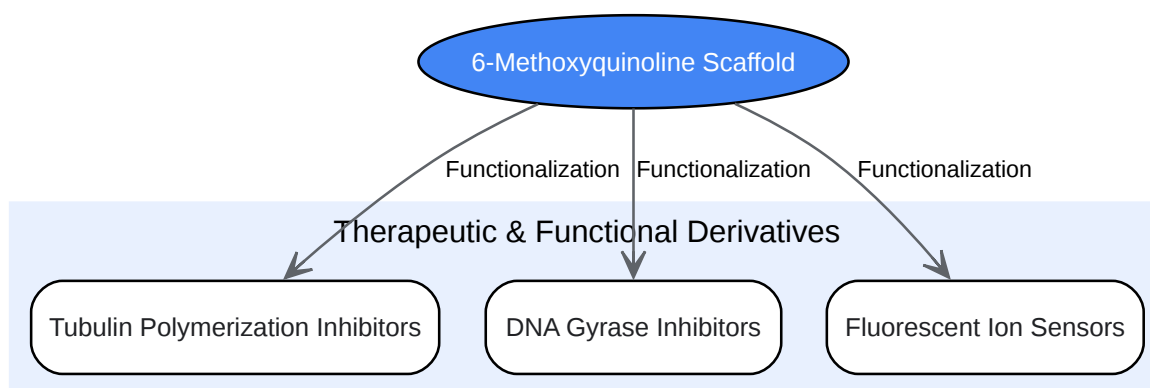 6-Methoxyquinoline Scaffold
Functionalization Functionalization Functionalization
Therapeutic & Functional Derivatives
Tubulin Polymerization Inhibitors DNA Gyrase Inhibitors Fluorescent Ion Sensors